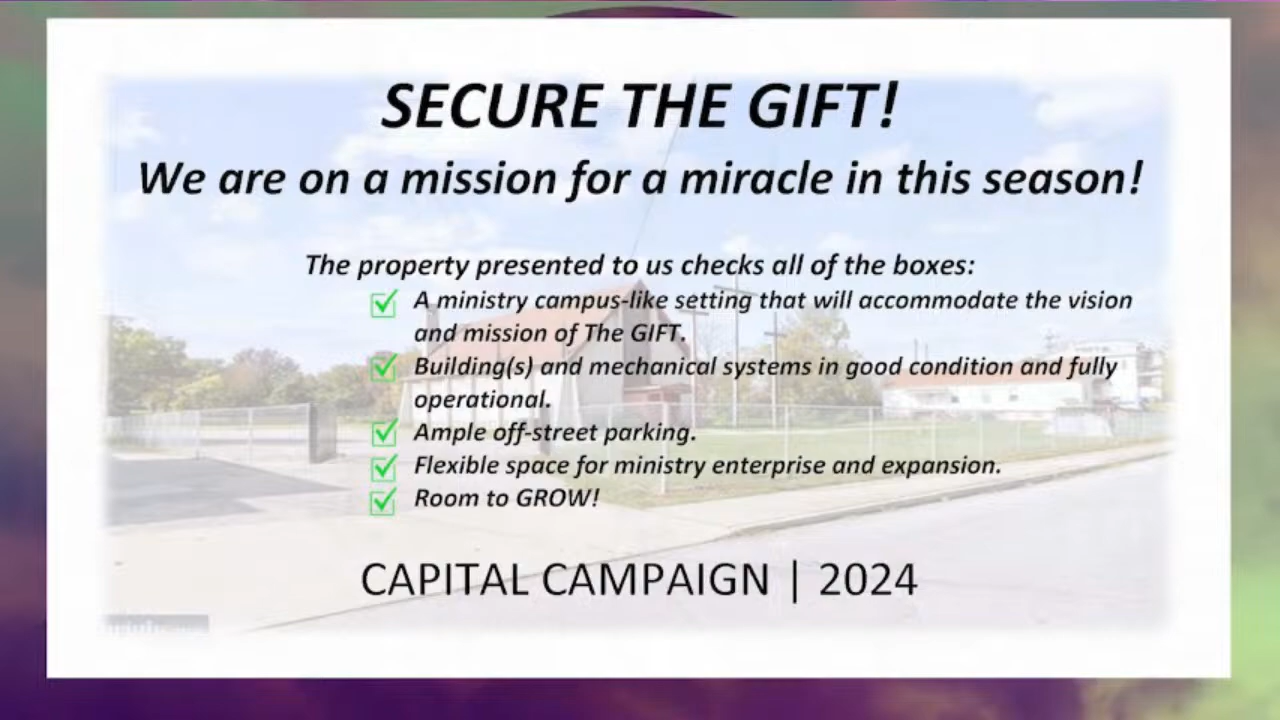 SECURE THE GIFT!
We are on a mission for a miracle in this season!
The property presented to us checks all of the boxes:
A ministry campus-like setting that will accommodate the vision
and mission of The GIFT.
Building(s) and mechanical systems in good condition and fully
operational.
Ample off-street parking.
Flexible space for ministry enterprise and expansion.
Room to GROW!
CAPITAL CAMPAIGN | 2024